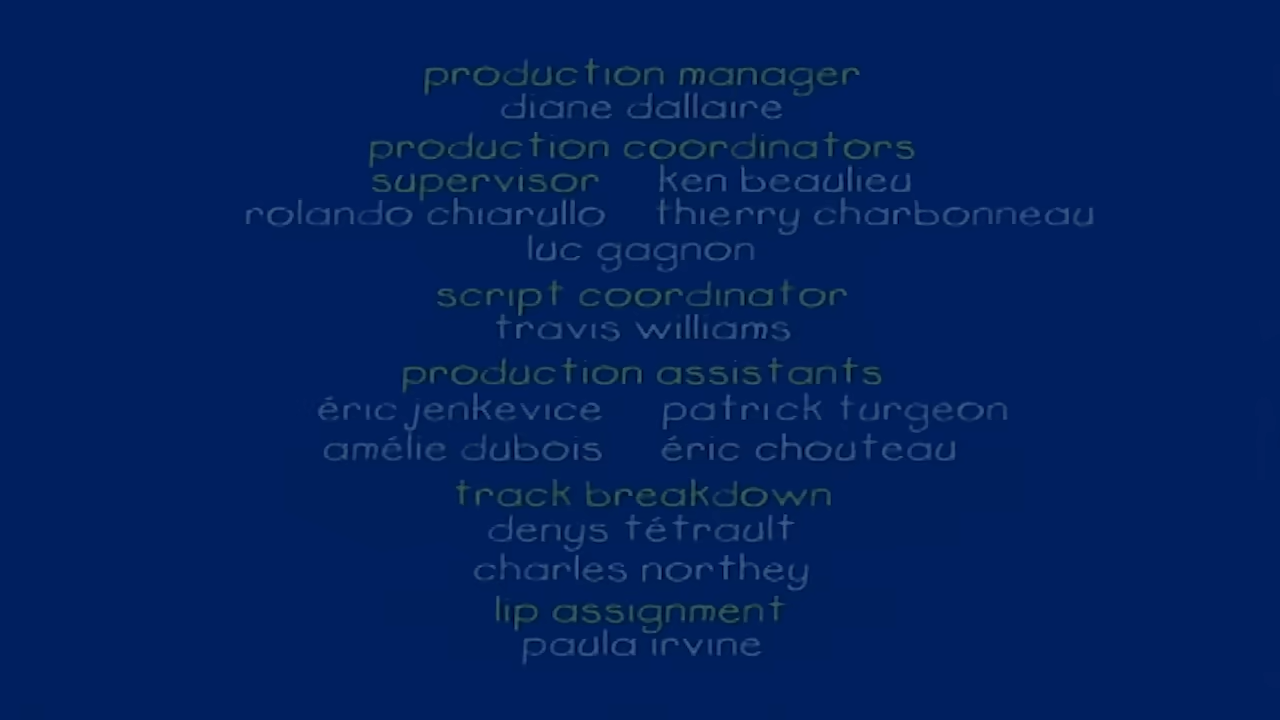 production manager
diane dallaire
production coordinators
supervisor ken beaulieu
rolando chiarullo thierry charbonneau
luc gagnon
script coordinator
travis williams
production assistants
éric jenkevice patrick turgeon
amélie dubois éric chouteau
track breakdown
denys tétrault
charles northey
lip assignment
paula irvine